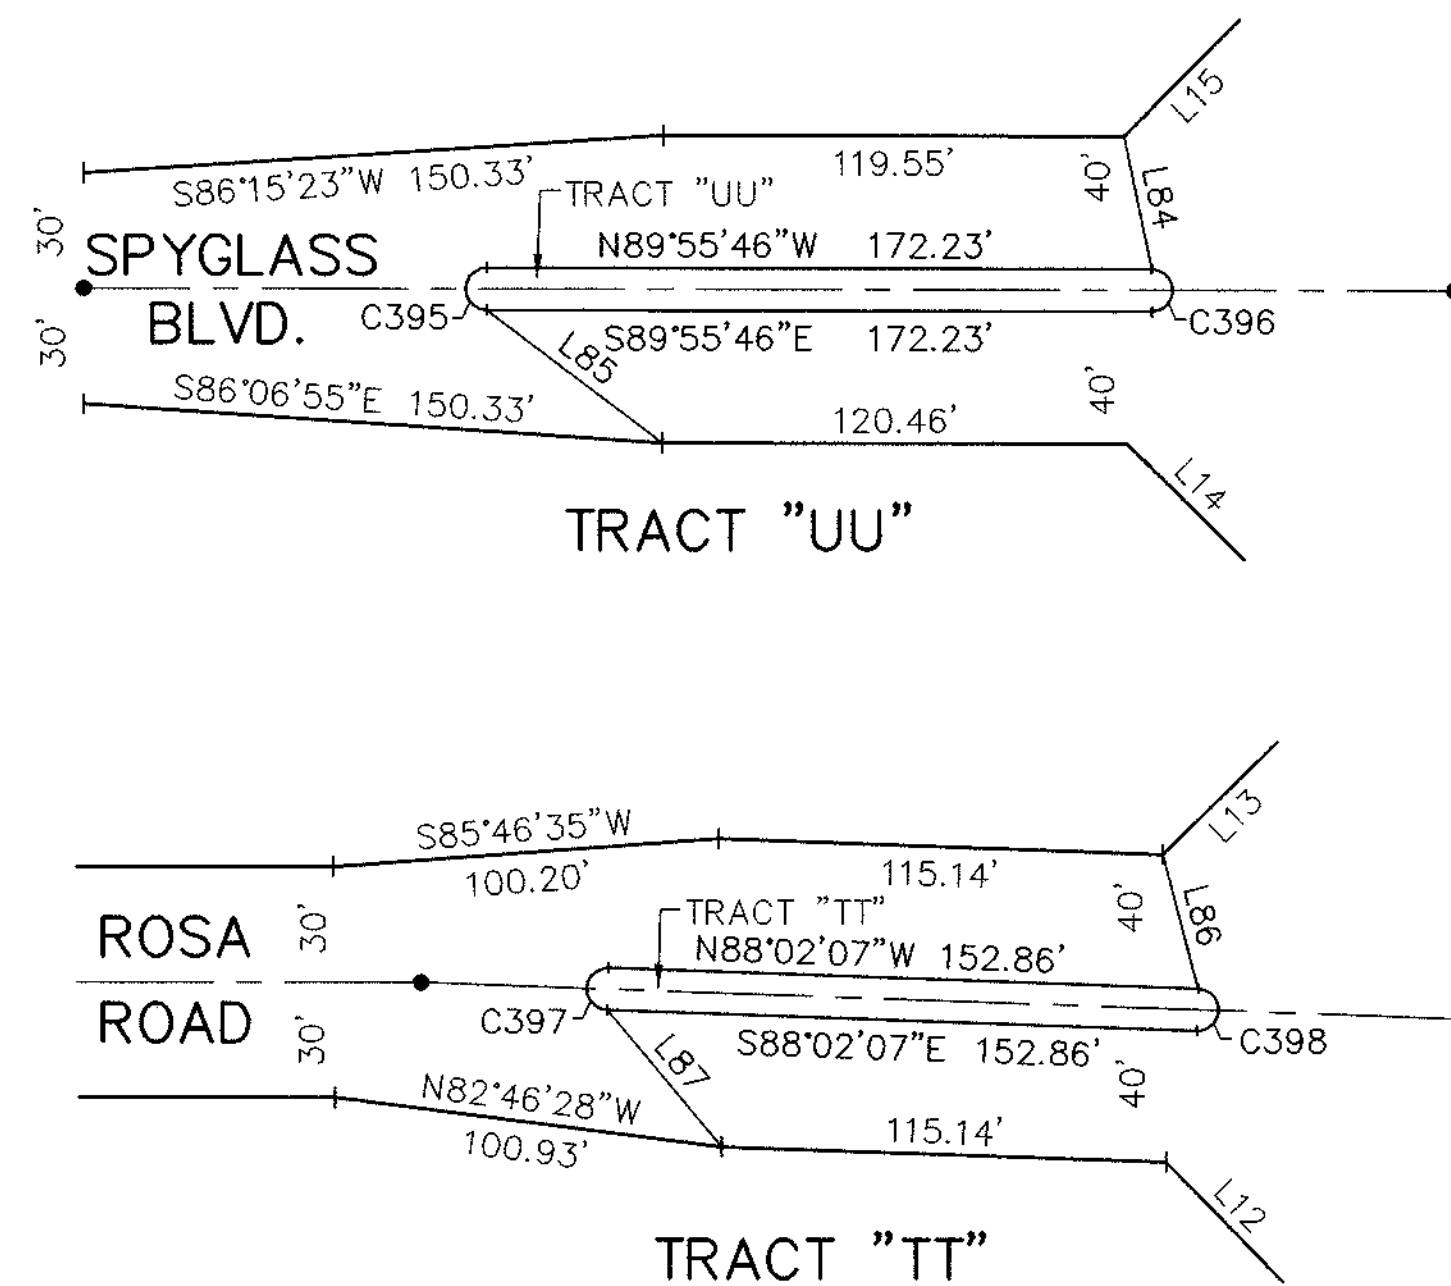 L15
S86°15'23"W 150.33'
119.55'
40'
L84
TRACT "UU"
30'
SPYGLASS
BLVD.
30'
N89°55'46"W 172.23'
C395
C396
S89°55'46"E 172.23'
L85
S86°06'55"E 150.33'
120.46'
40'
L14
TRACT "UU"
L13
S85°46'35"W
100.20'
115.14'
40'
L86
TRACT "TT"
ROSA
ROAD
30'
30'
N88°02'07"W 152.86'
C397
C398
S88°02'07"E 152.86'
L87
N82°46'28"W
100.93'
115.14'
40'
L12
TRACT "TT"